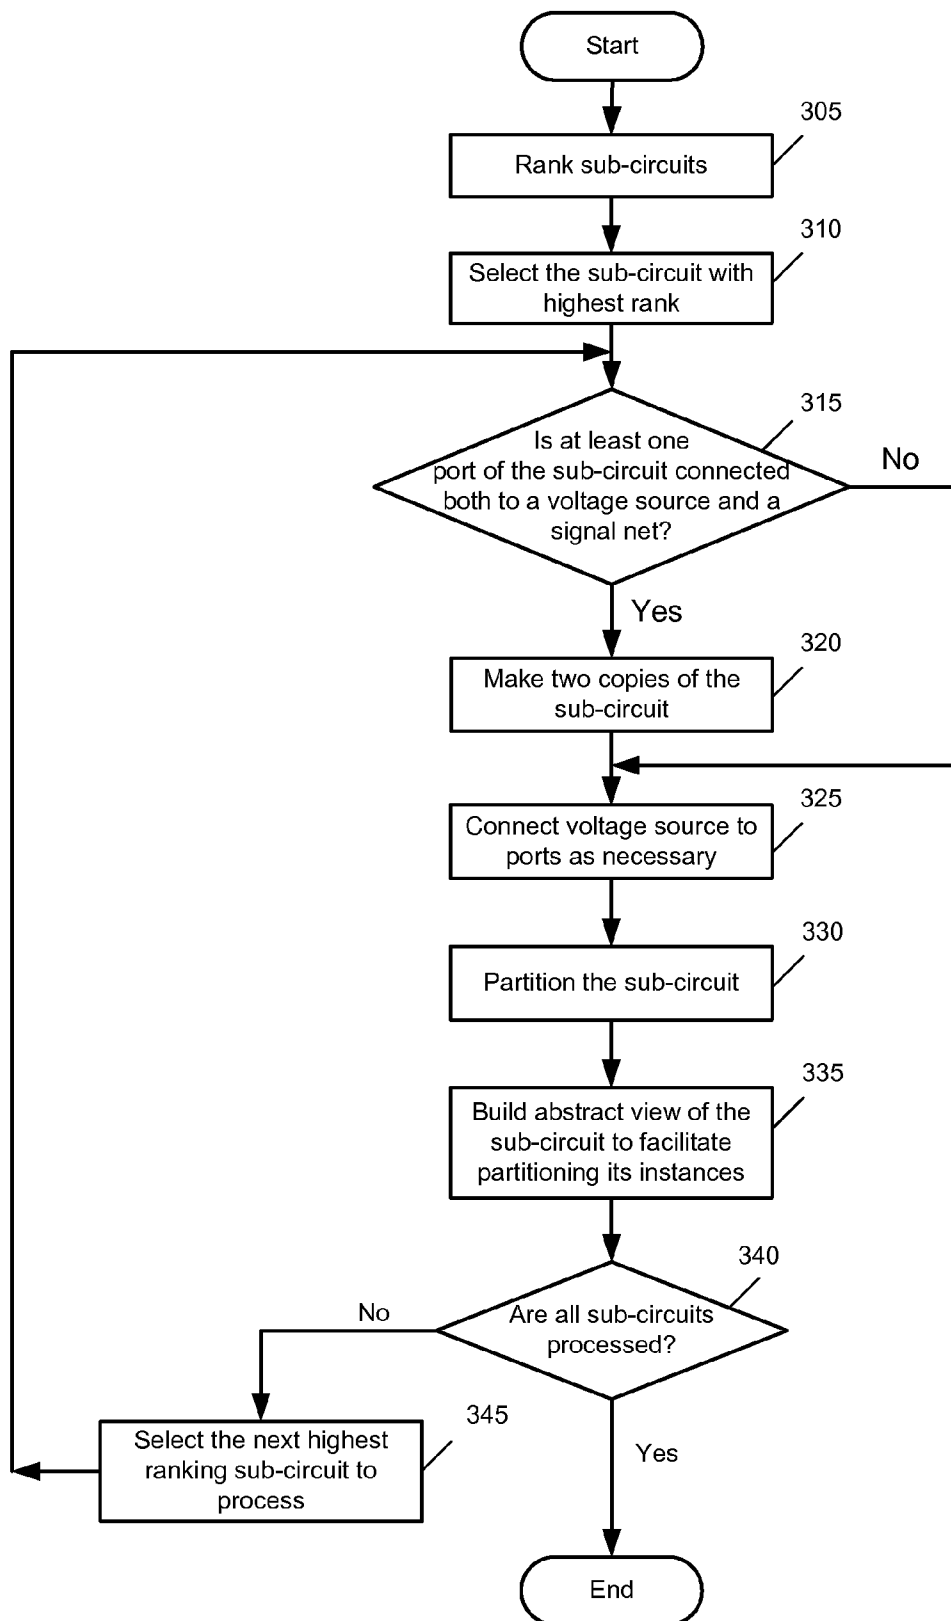 Start
305
Rank sub-circuits
310
Select the sub-circuit with
highest rank
315
Is at least one
port of the sub-circuit connected
both to a voltage source and a
signal net?
No
Yes
320
Make two copies of the
sub-circuit
325
Connect voltage source to
ports as necessary
330
Partition the sub-circuit
335
Build abstract view of the
sub-circuit to facilitate
partitioning its instances
340
Are all sub-circuits
processed?
No
345
Select the next highest
ranking sub-circuit to
process
Yes
End